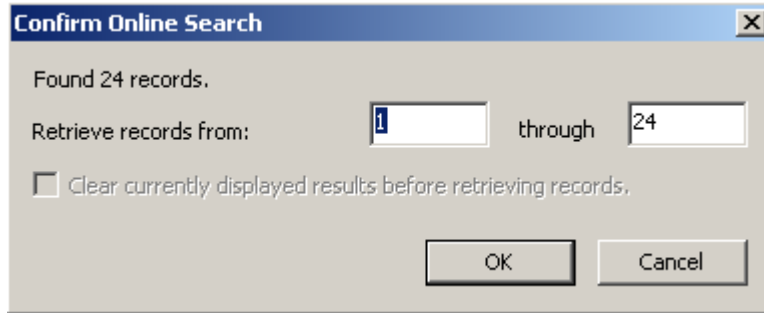 Confirm Online Search
Found 24 records.
Retrieve records from: 1 through 24
Clear currently displayed results before retrieving records.
OK Cancel